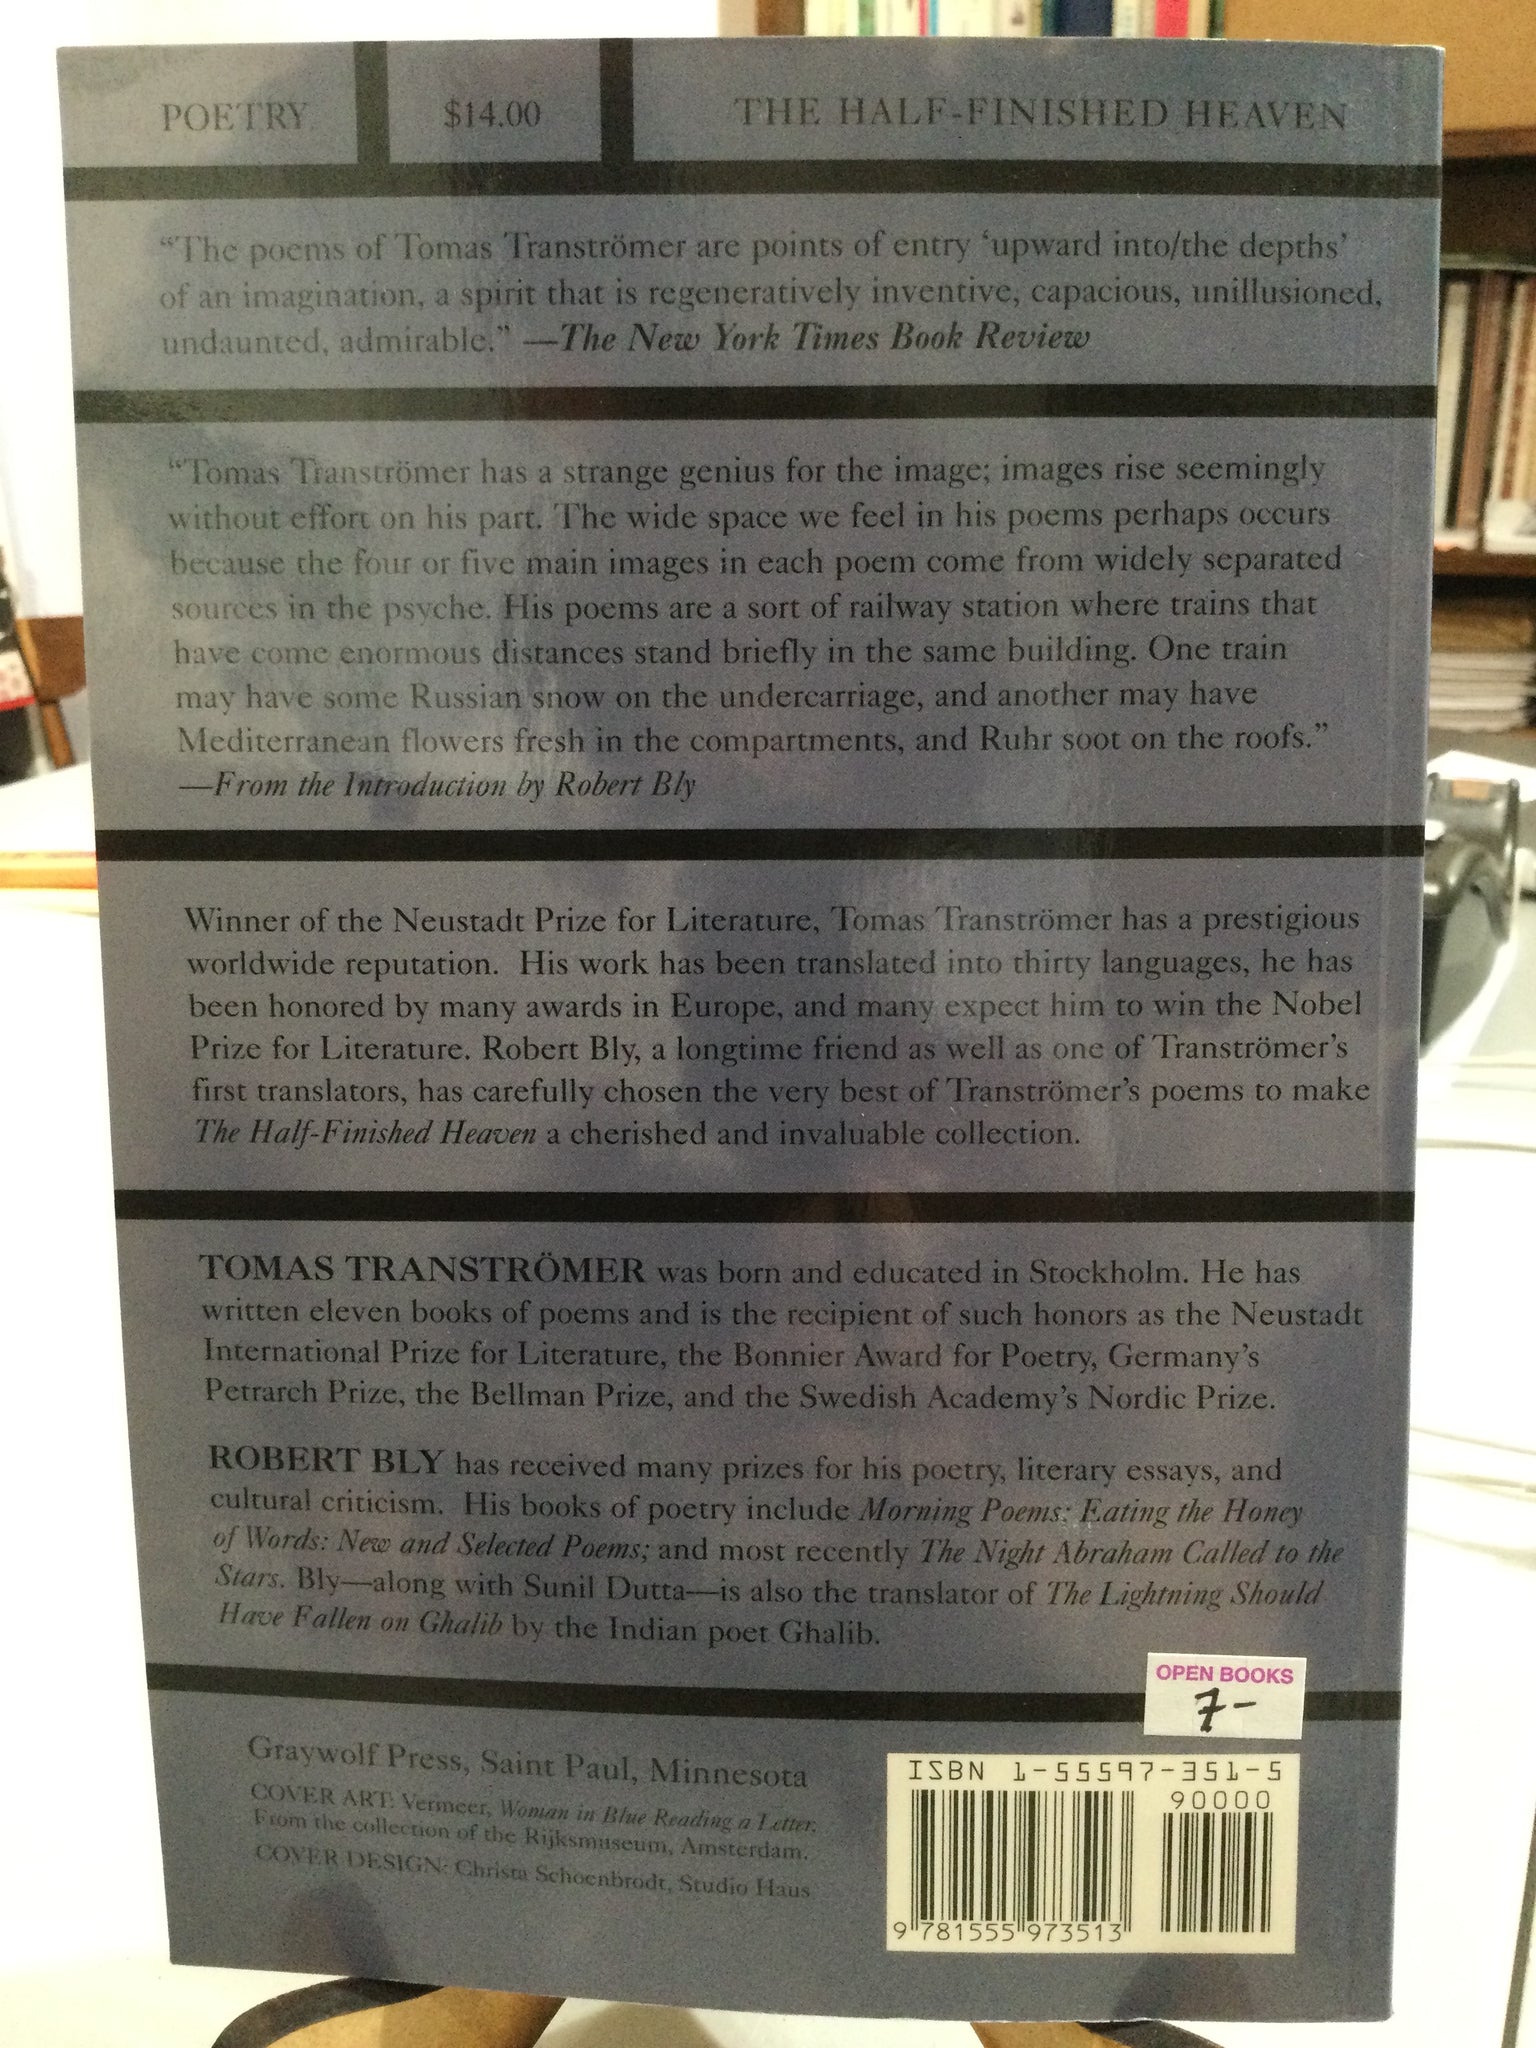 POETRY
$14.00
THE HALF-FINISHED HEAVEN
“The poems of Tomas Tranströmer are points of entry ‘upward into/the depths’
of an imagination, a spirit that is regeneratively inventive, capacious, unillusioned,
undaunted, admirable.” —The New York Times Book Review
“Tomas Tranströmer has a strange genius for the image; images rise seemingly
without effort on his part. The wide space we feel in his poems perhaps occurs
because the four or five main images in each poem come from widely separated
sources in the psyche. His poems are a sort of railway station where trains that
have come enormous distances stand briefly in the same building. One train
may have some Russian snow on the undercarriage, and another may have
Mediterranean flowers fresh in the compartments, and Ruhr soot on the roofs.”
—From the Introduction by Robert Bly
Winner of the Neustadt Prize for Literature, Tomas Tranströmer has a prestigious
worldwide reputation. His work has been translated into thirty languages, he has
been honored by many awards in Europe, and many expect him to win the Nobel
Prize for Literature. Robert Bly, a longtime friend as well as one of Tranströmer’s
first translators, has carefully chosen the very best of Tranströmer’s poems to make
The Half-Finished Heaven a cherished and invaluable collection.
TOMAS TRANSTRÖMER was born and educated in Stockholm. He has
written eleven books of poems and is the recipient of such honors as the Neustadt
International Prize for Literature, the Bonnier Award for Poetry, Germany’s
Petrarch Prize, the Bellman Prize, and the Swedish Academy’s Nordic Prize.
ROBERT BLY has received many prizes for his poetry, literary essays, and
cultural criticism. His books of poetry include Morning Poems; Eating the Honey
of Words: New and Selected Poems; and most recently The Night Abraham Called to the
Stars. Bly—along with Sunil Dutta—is also the translator of The Lightning Should
Have Fallen on Ghalib by the Indian poet Ghalib.
OPEN BOOKS
7-
Graywolf Press, Saint Paul, Minnesota
COVER ART: Vermeer, Woman in Blue Reading a Letter.
From the collection of the Rijksmuseum, Amsterdam.
COVER DESIGN: Christa Schoenbrodt, Studio Haus
ISBN 1-55597-351-5
90000
9 781555 973513